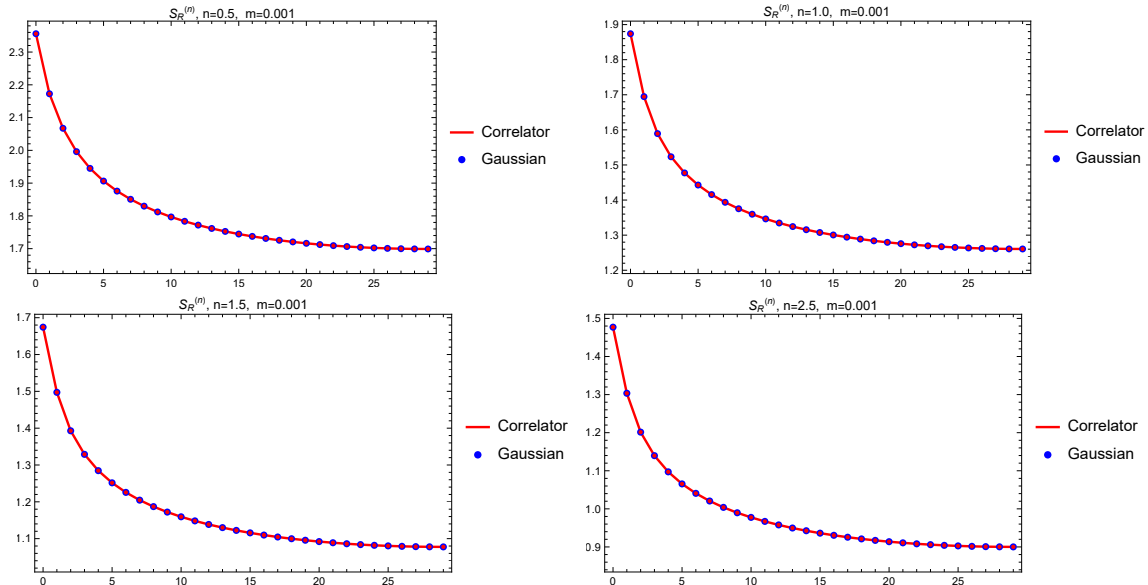 S_R^(n), n=0.5, m=0.001
2.3
2.2
2.1
2.0
1.9
1.8
1.7
0 5 10 15 20 25
Correlator
Gaussian
S_R^(n), n=1.0, m=0.001
1.9
1.8
1.7
1.6
1.5
1.4
1.3
1.2
0 5 10 15 20 25
Correlator
Gaussian
S_R^(n), n=1.5, m=0.001
1.7
1.6
1.5
1.4
1.3
1.2
1.1
0 5 10 15 20 25
Correlator
Gaussian
S_R^(n), n=2.5, m=0.001
1.5
1.4
1.3
1.2
1.1
1.0
0.9
0 5 10 15 20 25
Correlator
Gaussian